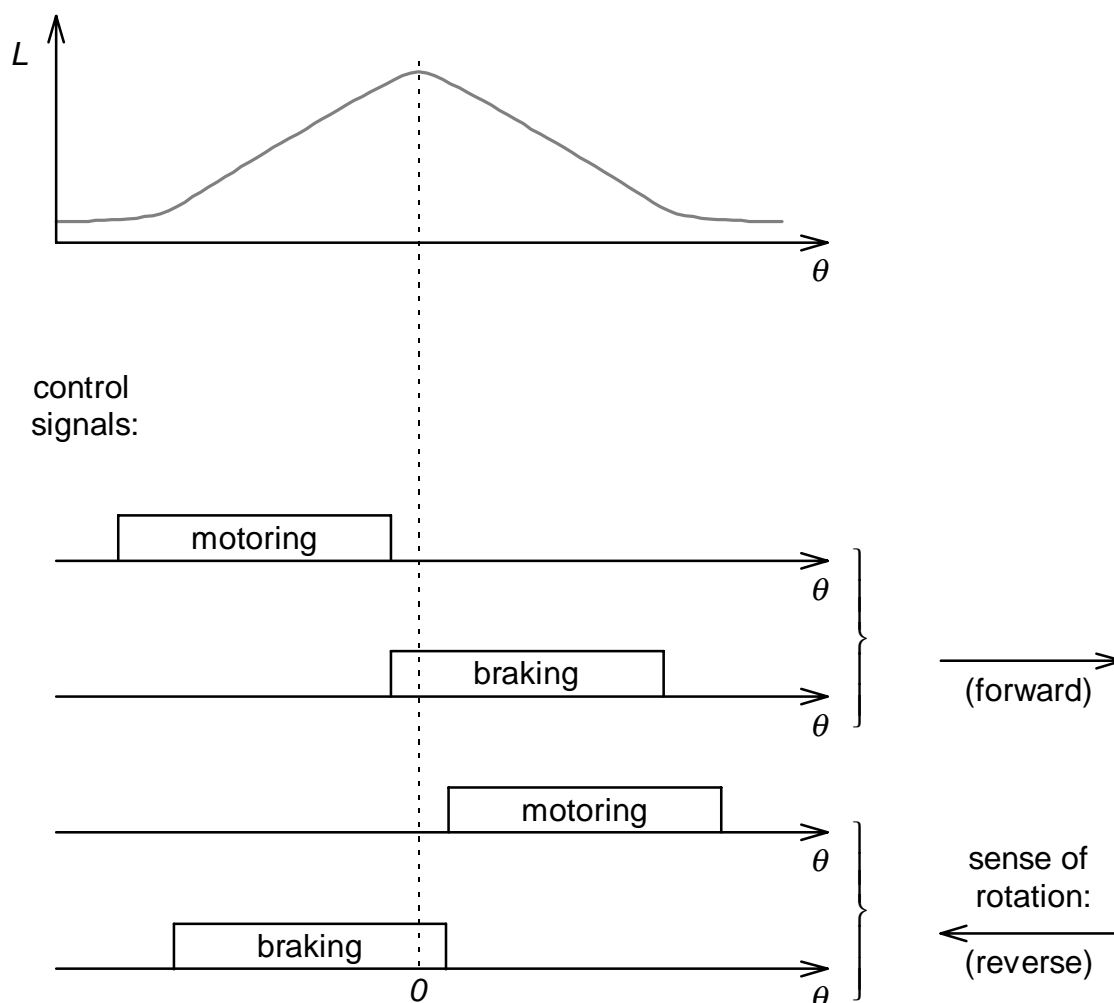 L
θ
control
signals:
motoring
θ
braking
θ
(forward)
motoring
θ
sense of
rotation:
braking
(reverse)
0
θ